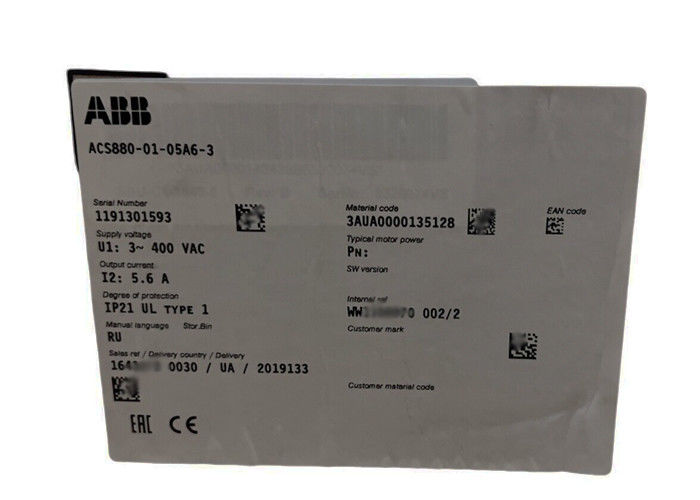 ABB
ACS880-01-05A6-3
Serial Number
1191301593
Supply voltage
U1: 3~ 400 VAC
Output current
I2: 5.6 A
Degree of protection
IP21 UL TYPE 1
Manual language Stor.Bin
RU
Sales ref / Delivery country / Delivery
0030 / UA / 2019133
EAC CE
Material code
3AUA0000135128
EAN code
Typical motor power
PN:
SW version
Internal ref
002/2
Customer mark
Customer material code